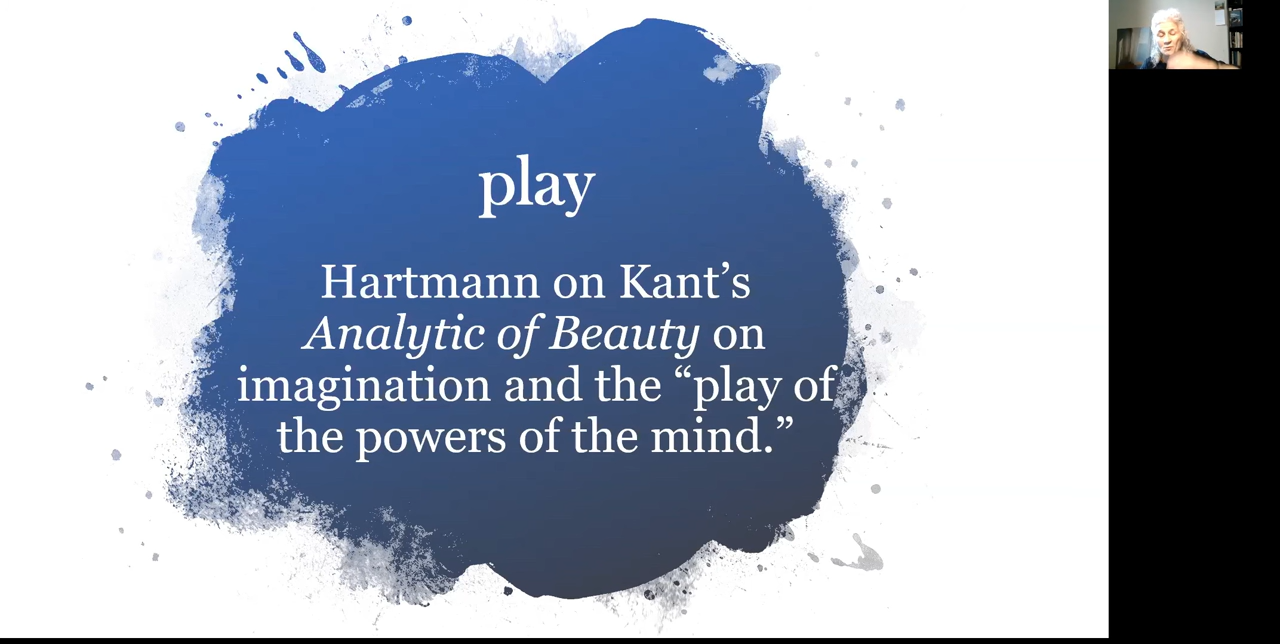 play
Hartmann on Kant’s
Analytic of Beauty on
imagination and the “play of
the powers of the mind.”